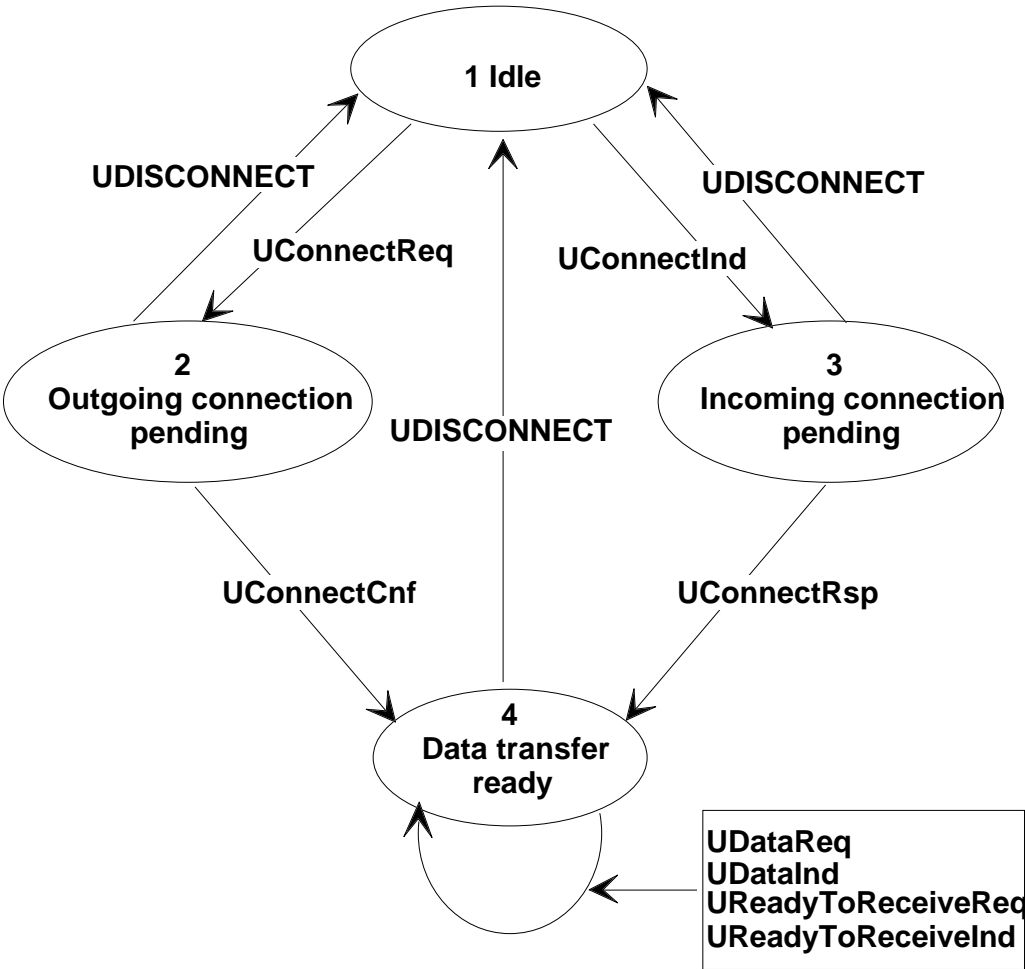 1 Idle
UDISCONNECT
UDISCONNECT
UConnectReq
UConnectInd
2
Outgoing connection
pending
3
Incoming connection
pending
UDISCONNECT
UConnectCnf
UConnectRsp
4
Data transfer
ready
UDataReq
UDataInd
UReadyToReceiveReq
UReadyToReceiveInd